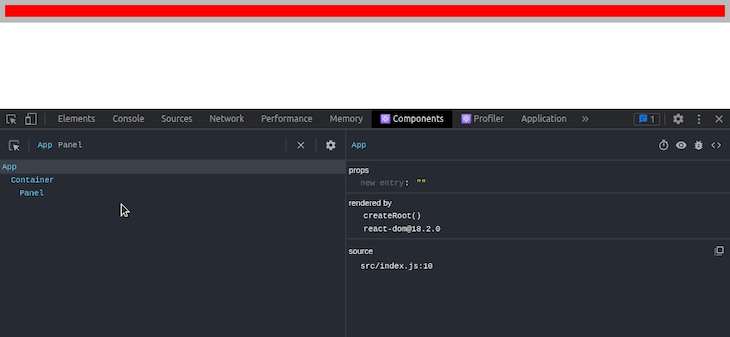 Elements Console Sources Network Performance Memory Components Profiler Application » 1
App Panel
App
Container
Panel
App
props
new entry: ""
rendered by
createRoot()
react-dom@18.2.0
source
src/index.js:10